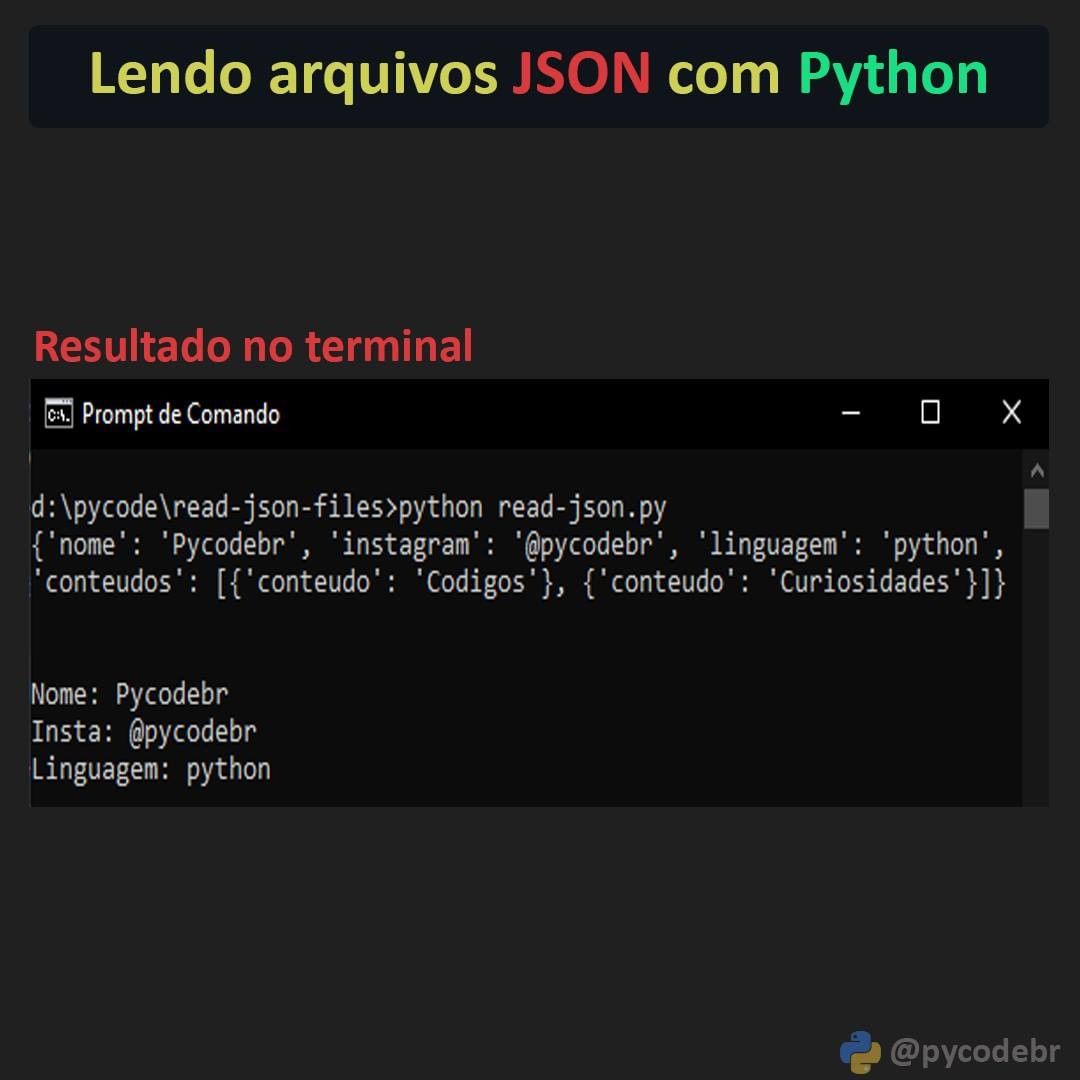 Lendo arquivos JSON com Python
Resultado no terminal
C:\. Prompt de Comando
d:\pycode\read-json-files>python read-json.py
{'nome': 'Pycodebr', 'instagram': '@pycodebr', 'linguagem': 'python',
'conteudos': [{'conteudo': 'Codigos'}, {'conteudo': 'Curiosidades'}]}
Nome: Pycodebr
Insta: @pycodebr
Linguagem: python
@pycodebr